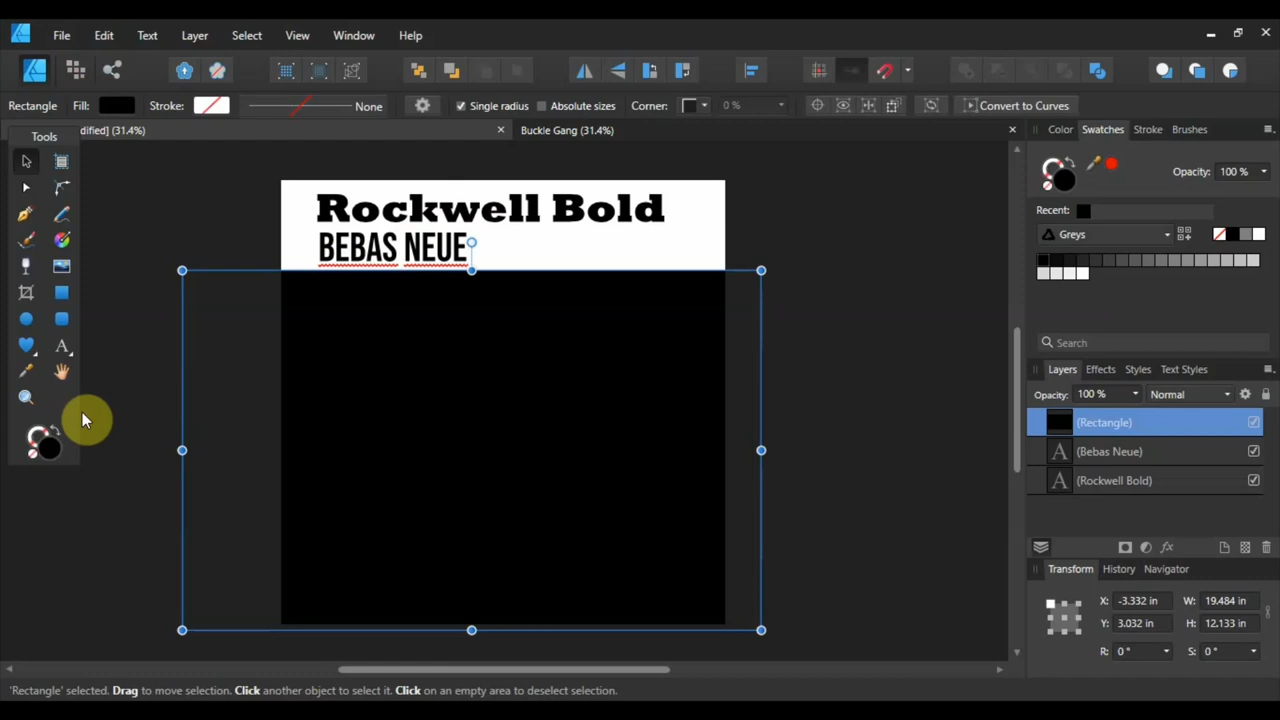 File Edit Text Layer Select View Window Help
Rectangle Fill: Stroke: None Single radius Absolute sizes Corner: 0 % Convert to Curves
Tools dified] (31.4%) Buckle Gang (31.4%) Color Swatches Stroke Brushes
Opacity: 100 %
Recent:
Greys
Rockwell Bold
BEBAS NEUE
Search
Layers Effects Styles Text Styles
Opacity: 100 % Normal
(Rectangle)
A (Bebas Neue)
A (Rockwell Bold)
Transform History Navigator
X: -3.332 in W: 19.484 in
Y: 3.032 in H: 12.133 in
R: 0 ° S: 0 °
'Rectangle' selected. Drag to move selection. Click another object to select it. Click on an empty area to deselect selection.